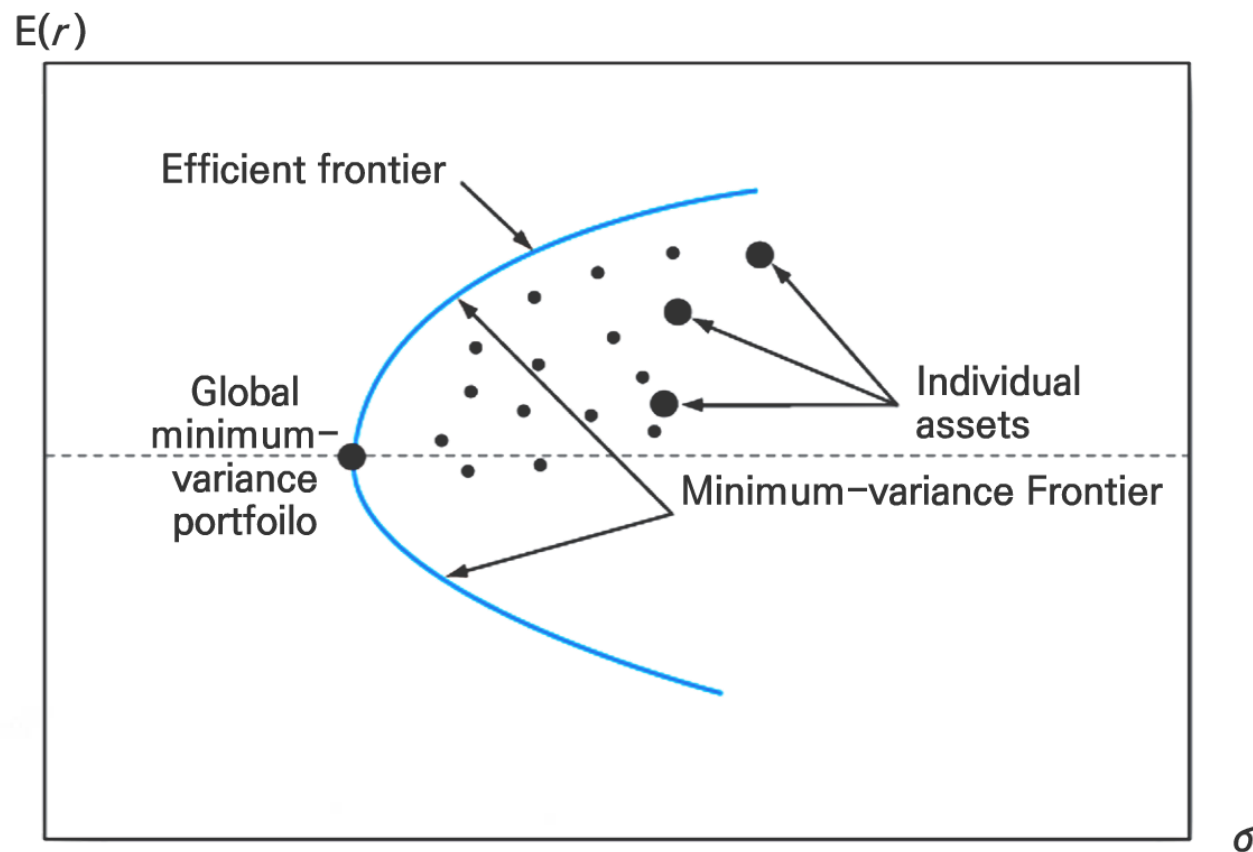 E(r)
Efficient frontier
Global
minimum-
variance
portfoilo
Individual
assets
Minimum-variance Frontier
σ